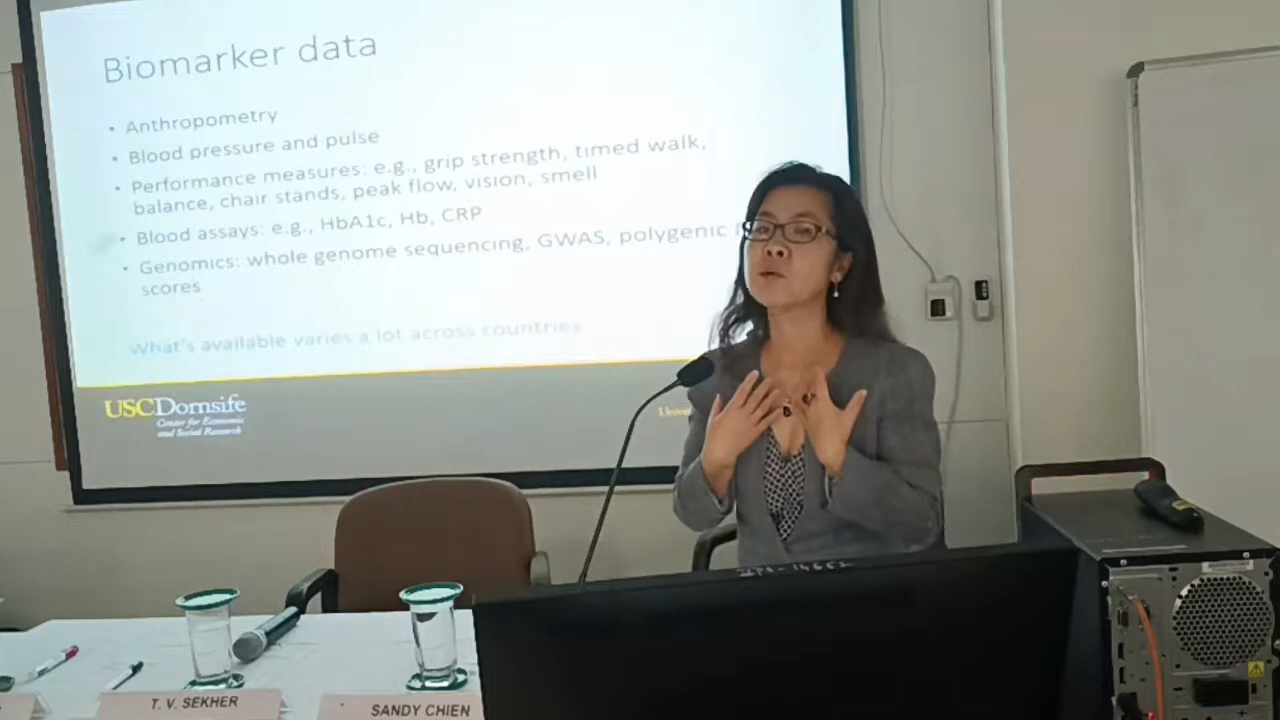 Biomarker data
• Anthropometry
• Blood pressure and pulse
• Performance measures: e.g., grip strength, timed walk,
balance, chair stands, peak flow, vision, smell
• Blood assays: e.g., HbA1c, Hb, CRP
• Genomics: whole genome sequencing, GWAS, polygenic
scores
What's available varies a lot across countries
USCDornsife
Center for Economic
and Social Research
T. V. SEKHER
SANDY CHIEN